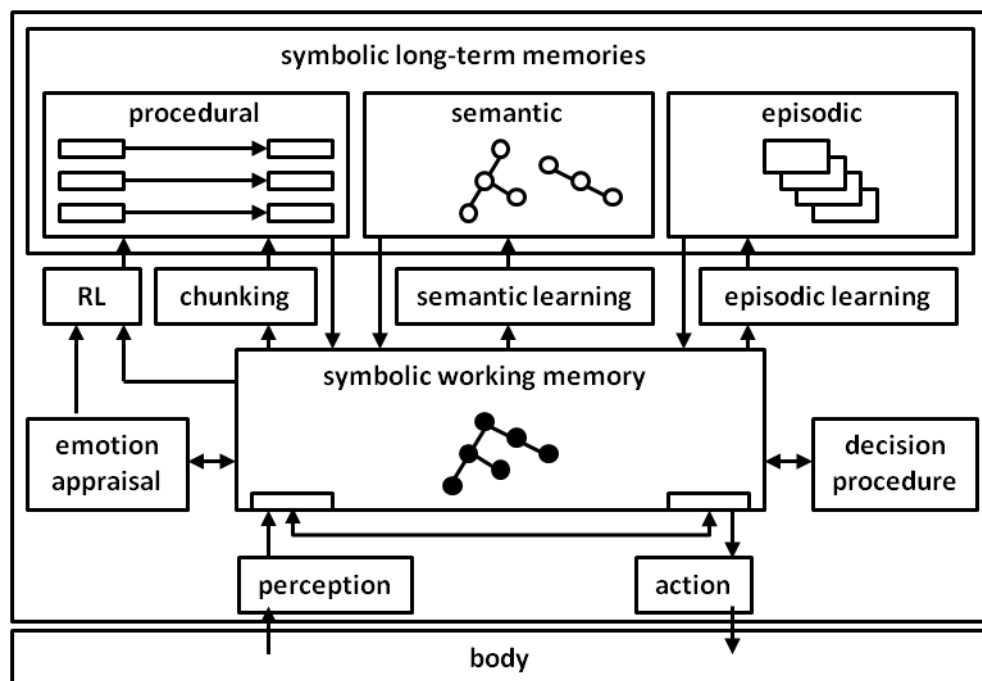 symbolic long-term memories
procedural
semantic
episodic
RL
chunking
semantic learning
episodic learning
symbolic working memory
emotion
appraisal
decision
procedure
perception
action
body